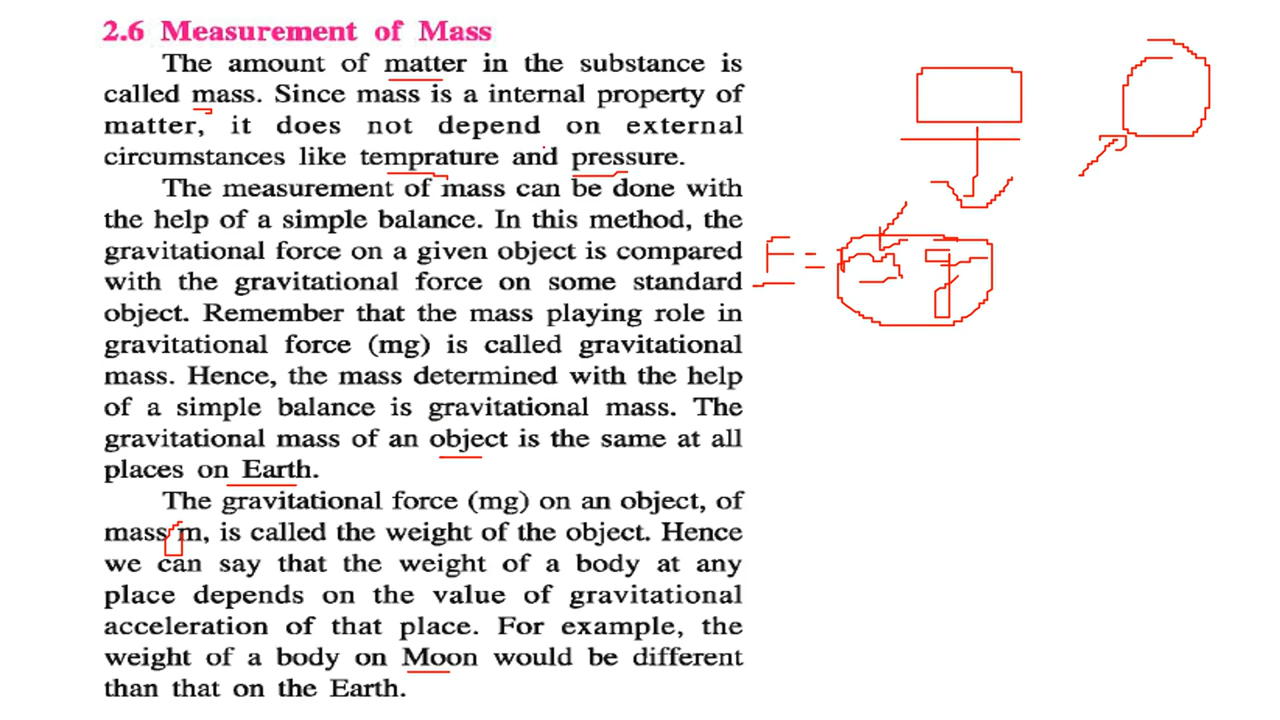 2.6 Measurement of Mass
The amount of matter in the substance is
called mass. Since mass is a internal property of
matter, it does not depend on external
circumstances like temprature and pressure.
The measurement of mass can be done with
the help of a simple balance. In this method, the
gravitational force on a given object is compared
with the gravitational force on some standard
object. Remember that the mass playing role in
gravitational force (mg) is called gravitational
mass. Hence, the mass determined with the help
of a simple balance is gravitational mass. The
gravitational mass of an object is the same at all
places on Earth.
The gravitational force (mg) on an object, of
mass m, is called the weight of the object. Hence
we can say that the weight of a body at any
place depends on the value of gravitational
acceleration of that place. For example, the
weight of a body on Moon would be different
than that on the Earth.
F =